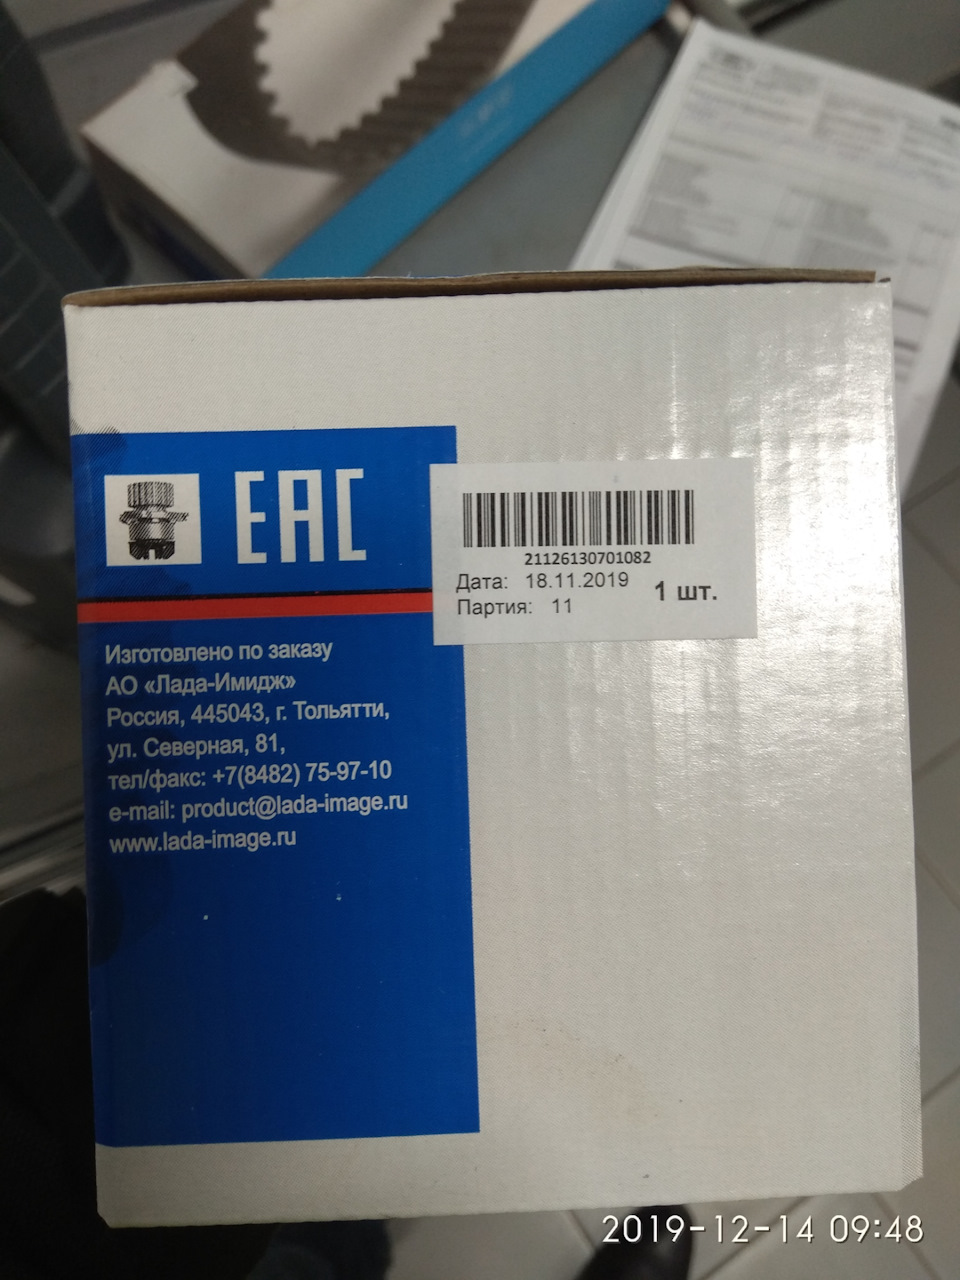 EAC
21126130701082
Дата: 18.11.2019
Партия: 11
1 шт.
Изготовлено по заказу
АО «Лада-Имидж»
Россия, 445043, г. Тольятти,
ул. Северная, 81,
тел/факс: +7(8482) 75-97-10
e-mail: product@lada-image.ru
www.lada-image.ru
2019-12-14 09:48